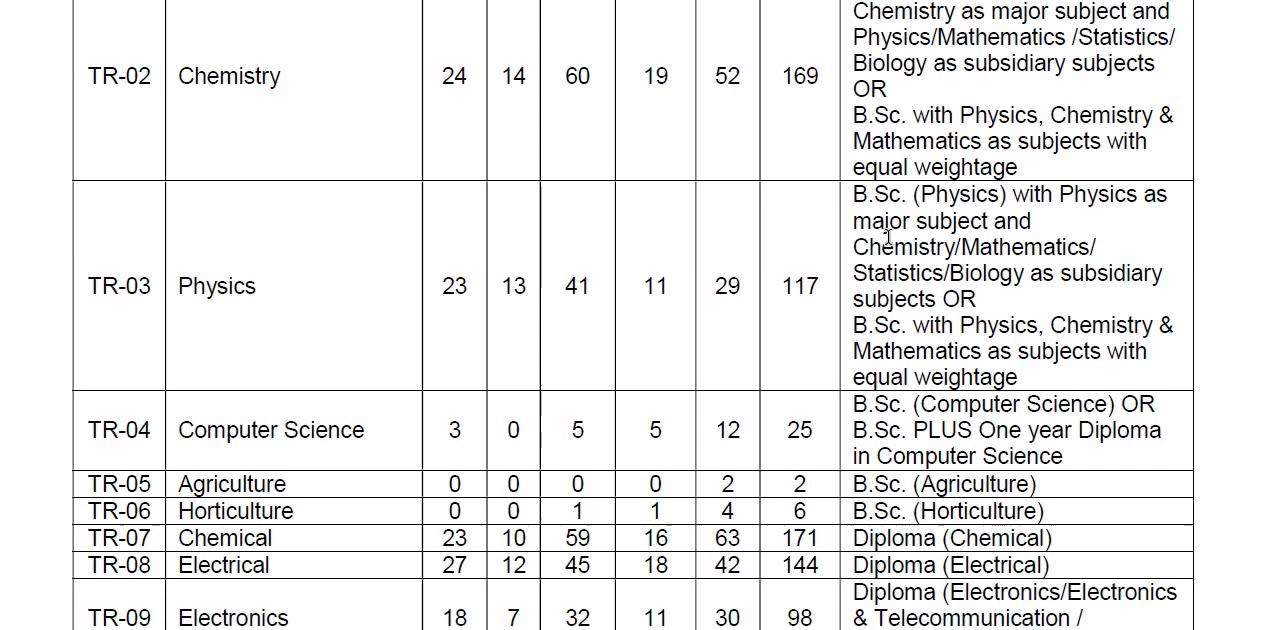 Chemistry as major subject and
Physics/Mathematics /Statistics/
Biology as subsidiary subjects
TR-02 Chemistry 24 14 60 19 52 169
OR
B.Sc. with Physics, Chemistry &
Mathematics as subjects with
equal weightage
B.Sc. (Physics) with Physics as
major subject and
Chemistry/Mathematics/
Statistics/Biology as subsidiary
TR-03 Physics 23 13 41 11 29 117
subjects OR
B.Sc. with Physics, Chemistry &
Mathematics as subjects with
equal weightage
B.Sc. (Computer Science) OR
TR-04 Computer Science 3 0 5 5 12 25 B.Sc. PLUS One year Diploma
in Computer Science
TR-05 Agriculture 0 0 0 0 2 2 B.Sc. (Agriculture)
TR-06 Horticulture 0 0 1 1 4 6 B.Sc. (Horticulture)
TR-07 Chemical 23 10 59 16 63 171 Diploma (Chemical)
TR-08 Electrical 27 12 45 18 42 144 Diploma (Electrical)
Diploma (Electronics/Electronics
TR-09 Electronics 18 7 32 11 30 98 & Telecommunication /